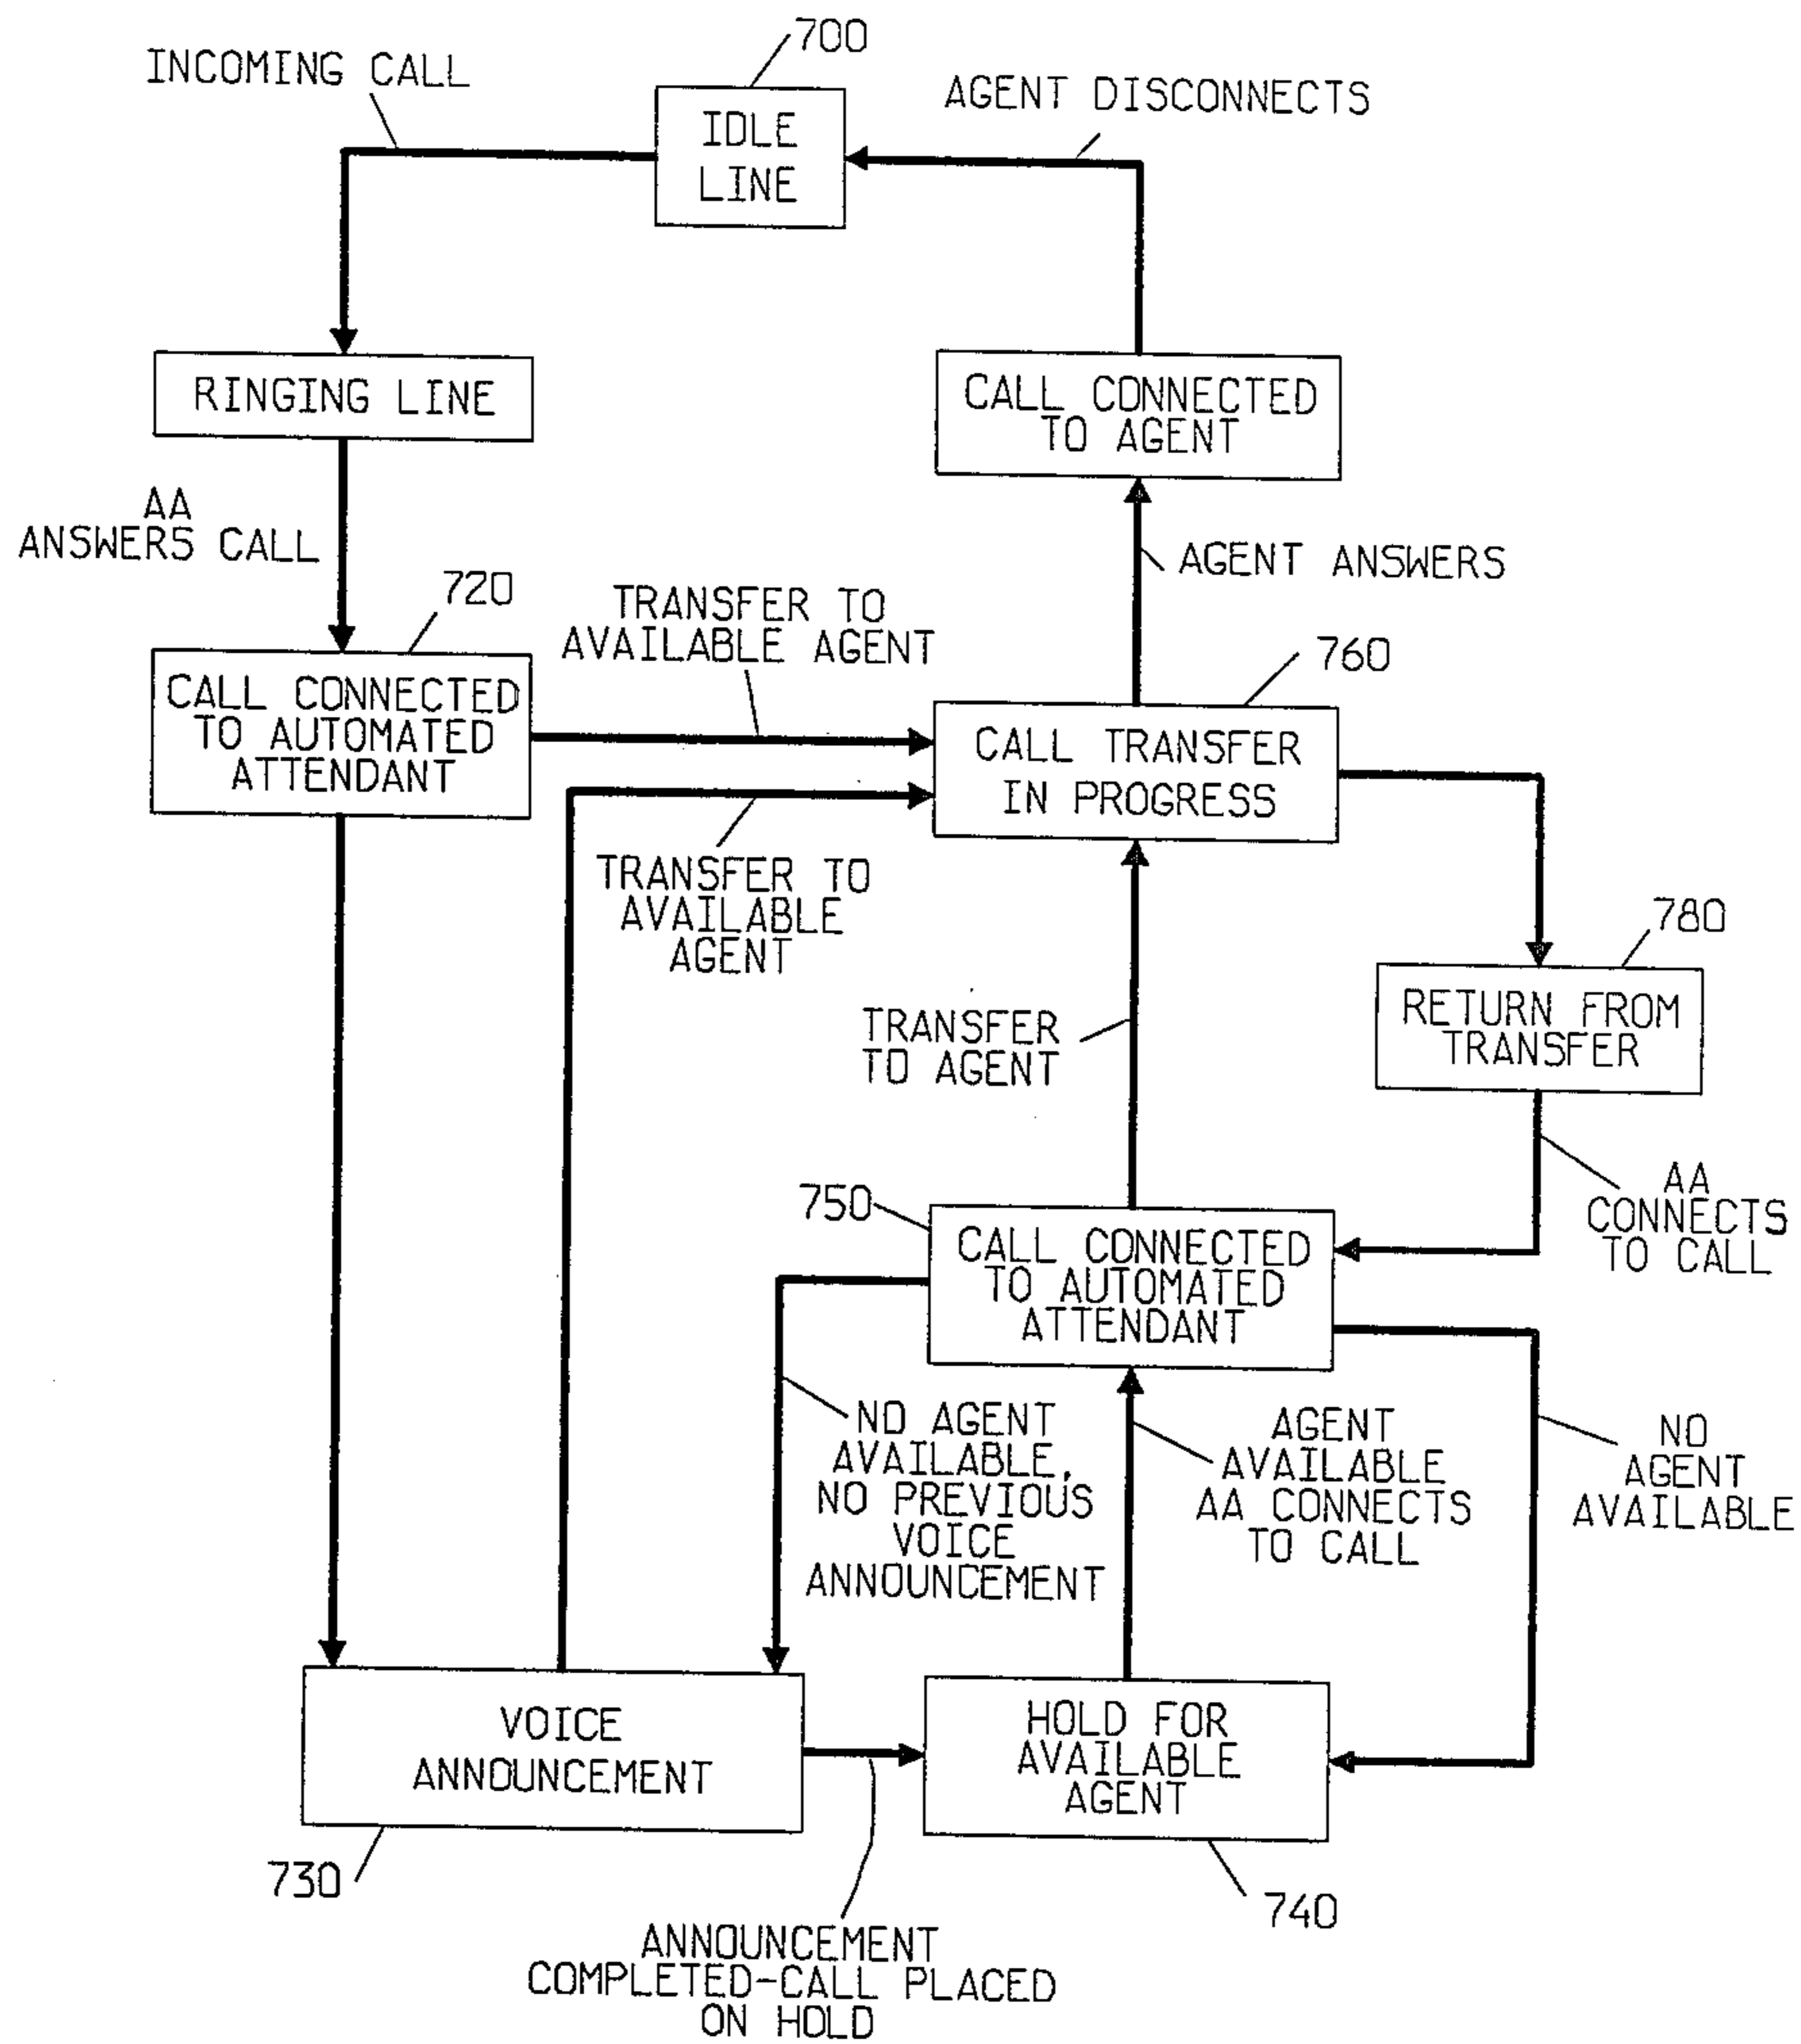 700
INCOMING CALL
AGENT DISCONNECTS
IDLE
LINE
RINGING LINE
CALL CONNECTED
TO AGENT
AA
ANSWERS CALL
AGENT ANSWERS
720
TRANSFER TO
AVAILABLE AGENT
760
CALL CONNECTED
TO AUTOMATED
ATTENDANT
CALL TRANSFER
IN PROGRESS
TRANSFER TO
AVAILABLE
AGENT
780
RETURN FROM
TRANSFER
TRANSFER
TO AGENT
AA
CONNECTS
TO CALL
750
CALL CONNECTED
TO AUTOMATED
ATTENDANT
NO AGENT
AVAILABLE,
NO PREVIOUS
VOICE
ANNOUNCEMENT
AGENT
AVAILABLE
AA CONNECTS
TO CALL
NO
AGENT
AVAILABLE
VOICE
ANNOUNCEMENT
HOLD FOR
AVAILABLE
AGENT
730
740
ANNOUNCEMENT
COMPLETED-CALL PLACED
ON HOLD